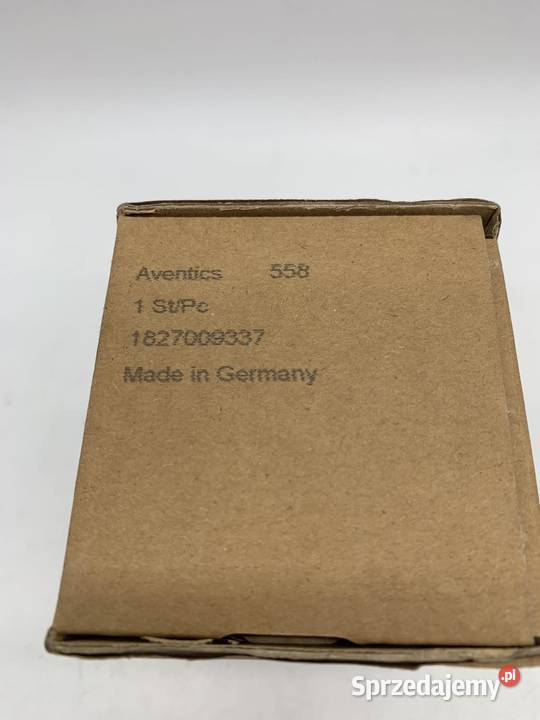 Aventics 558
1 St/Pc
1827009337
Made in Germany
Sprzedajemy.pl